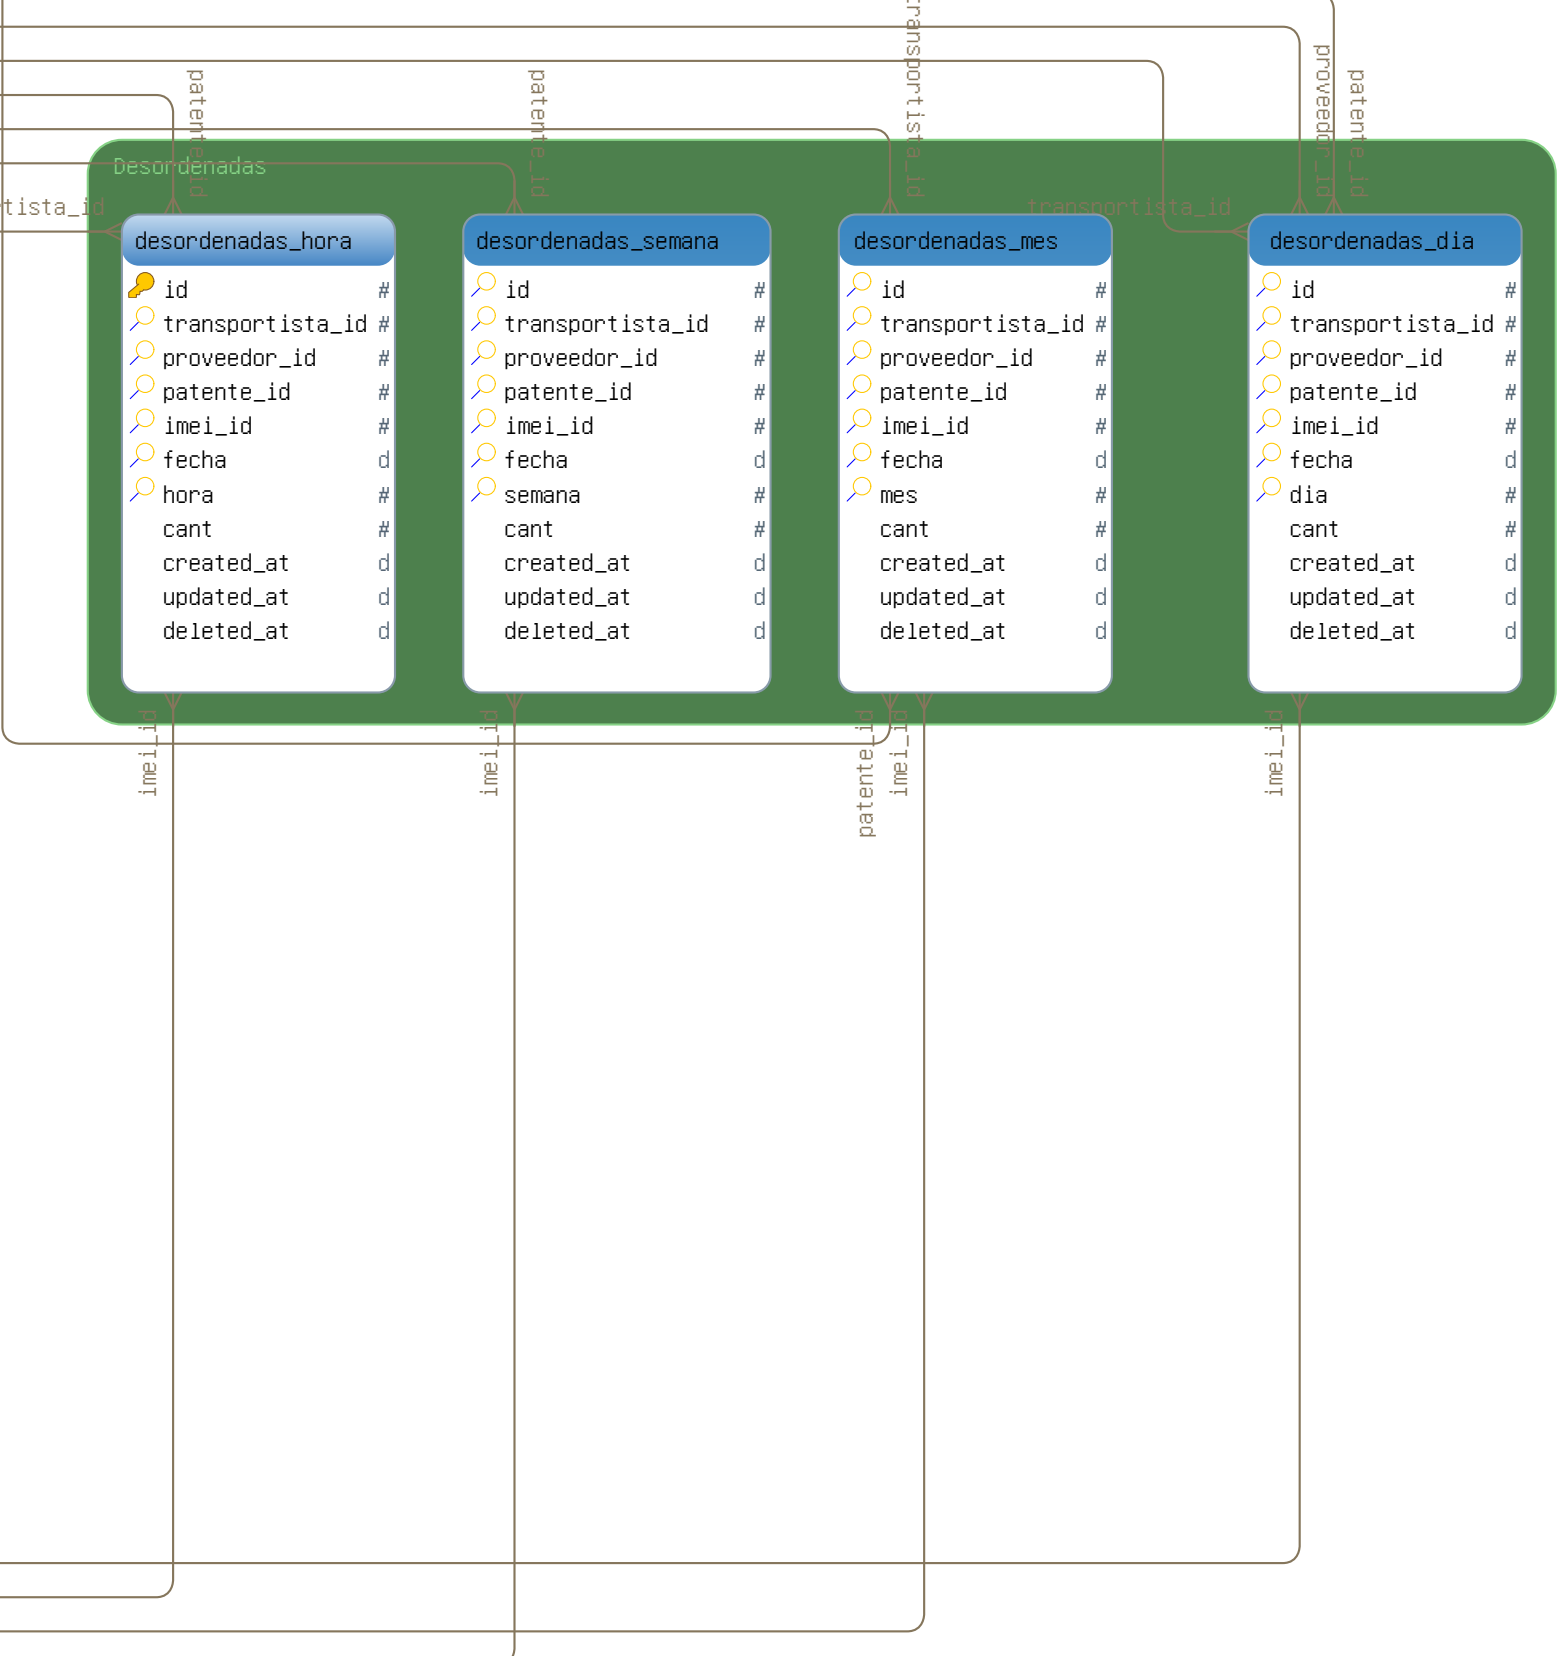 transportista_id
proveedor_id
patente_id
patente_id
patente_id
Desordenadas
tista_id
transportista_id
desordenadas_hora
id #
transportista_id #
proveedor_id #
patente_id #
imei_id #
fecha d
hora #
cant #
created_at d
updated_at d
deleted_at d
desordenadas_semana
id #
transportista_id #
proveedor_id #
patente_id #
imei_id #
fecha d
semana #
cant #
created_at d
updated_at d
deleted_at d
desordenadas_mes
id #
transportista_id #
proveedor_id #
patente_id #
imei_id #
fecha d
mes #
cant #
created_at d
updated_at d
deleted_at d
desordenadas_dia
id #
transportista_id #
proveedor_id #
patente_id #
imei_id #
fecha d
dia #
cant #
created_at d
updated_at d
deleted_at d
imei_id
imei_id
patente_id
imei_id
imei_id